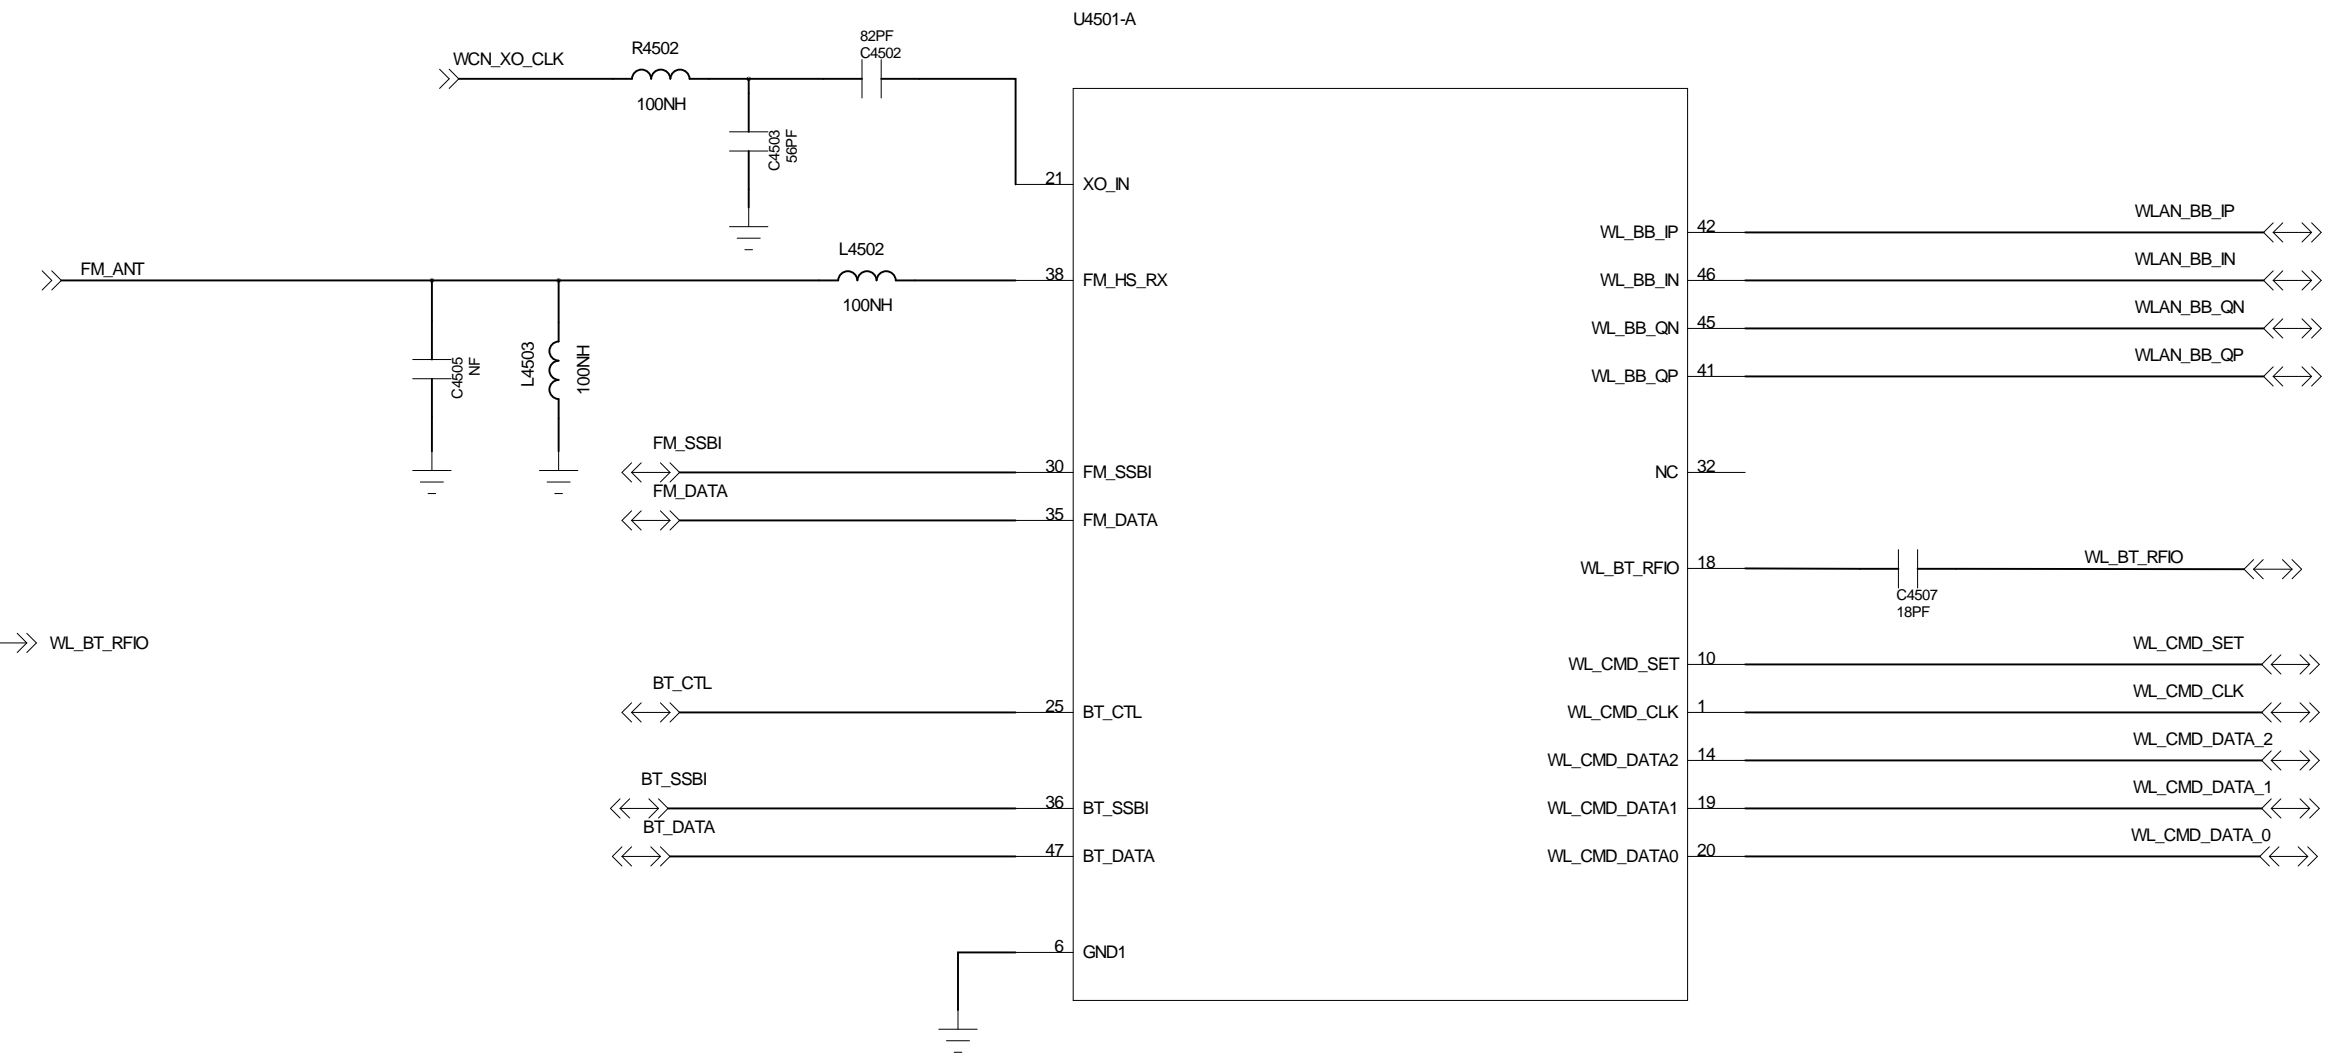 U4501-A
82PF
C4502
R4502
WCN_XO_CLK
100NH
C4503
56PF
21 XO_IN
WL_BB_IP 42 WLAN_BB_IP
L4502
FM_ANT
100NH
38 FM_HS_RX
WL_BB_IN 46 WLAN_BB_IN
WL_BB_QN 45 WLAN_BB_QN
WL_BB_QP 41 WLAN_BB_QP
C4505
NF
L4503
100NH
FM_SSBI 30 FM_SSBI
NC 32
FM_DATA 35 FM_DATA
WL_BT_RFIO 18 WL_BT_RFIO
C4507
18PF
WL_BT_RFIO
WL_CMD_SET 10 WL_CMD_SET
BT_CTL 25 BT_CTL
WL_CMD_CLK 1 WL_CMD_CLK
WL_CMD_DATA2 14 WL_CMD_DATA_2
BT_SSBI 36 BT_SSBI
WL_CMD_DATA1 19 WL_CMD_DATA_1
BT_DATA 47 BT_DATA
WL_CMD_DATA0 20 WL_CMD_DATA_0
6 GND1